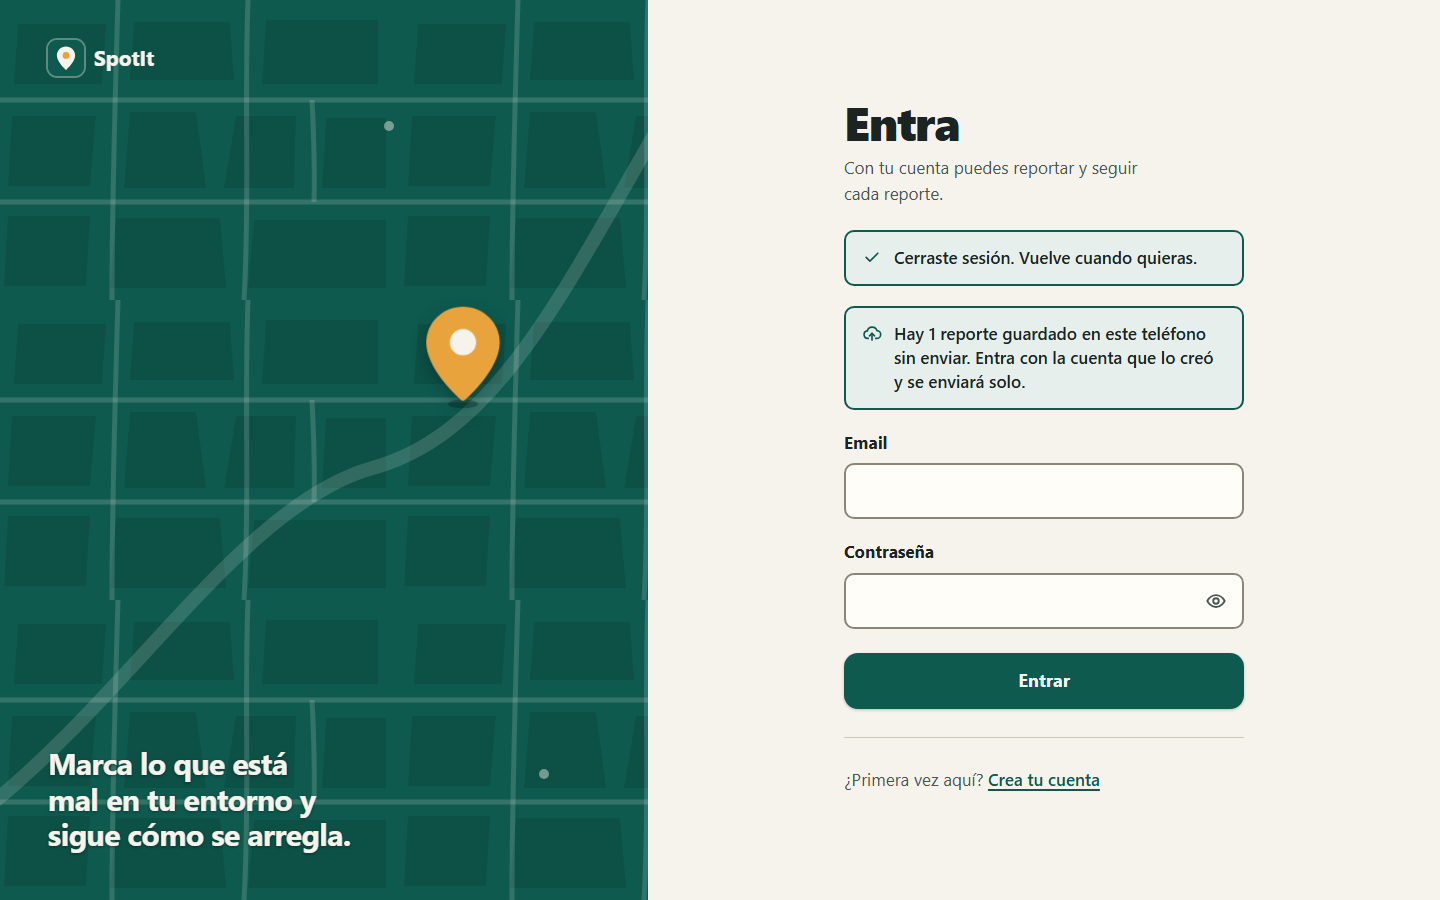 SpotIt
Marca lo que está
mal en tu entorno y
sigue cómo se arregla.
Entra
Con tu cuenta puedes reportar y seguir
cada reporte.
Cerraste sesión. Vuelve cuando quieras.
Hay 1 reporte guardado en este teléfono
sin enviar. Entra con la cuenta que lo creó
y se enviará solo.
Email
Contraseña
Entrar
¿Primera vez aquí? Crea tu cuenta